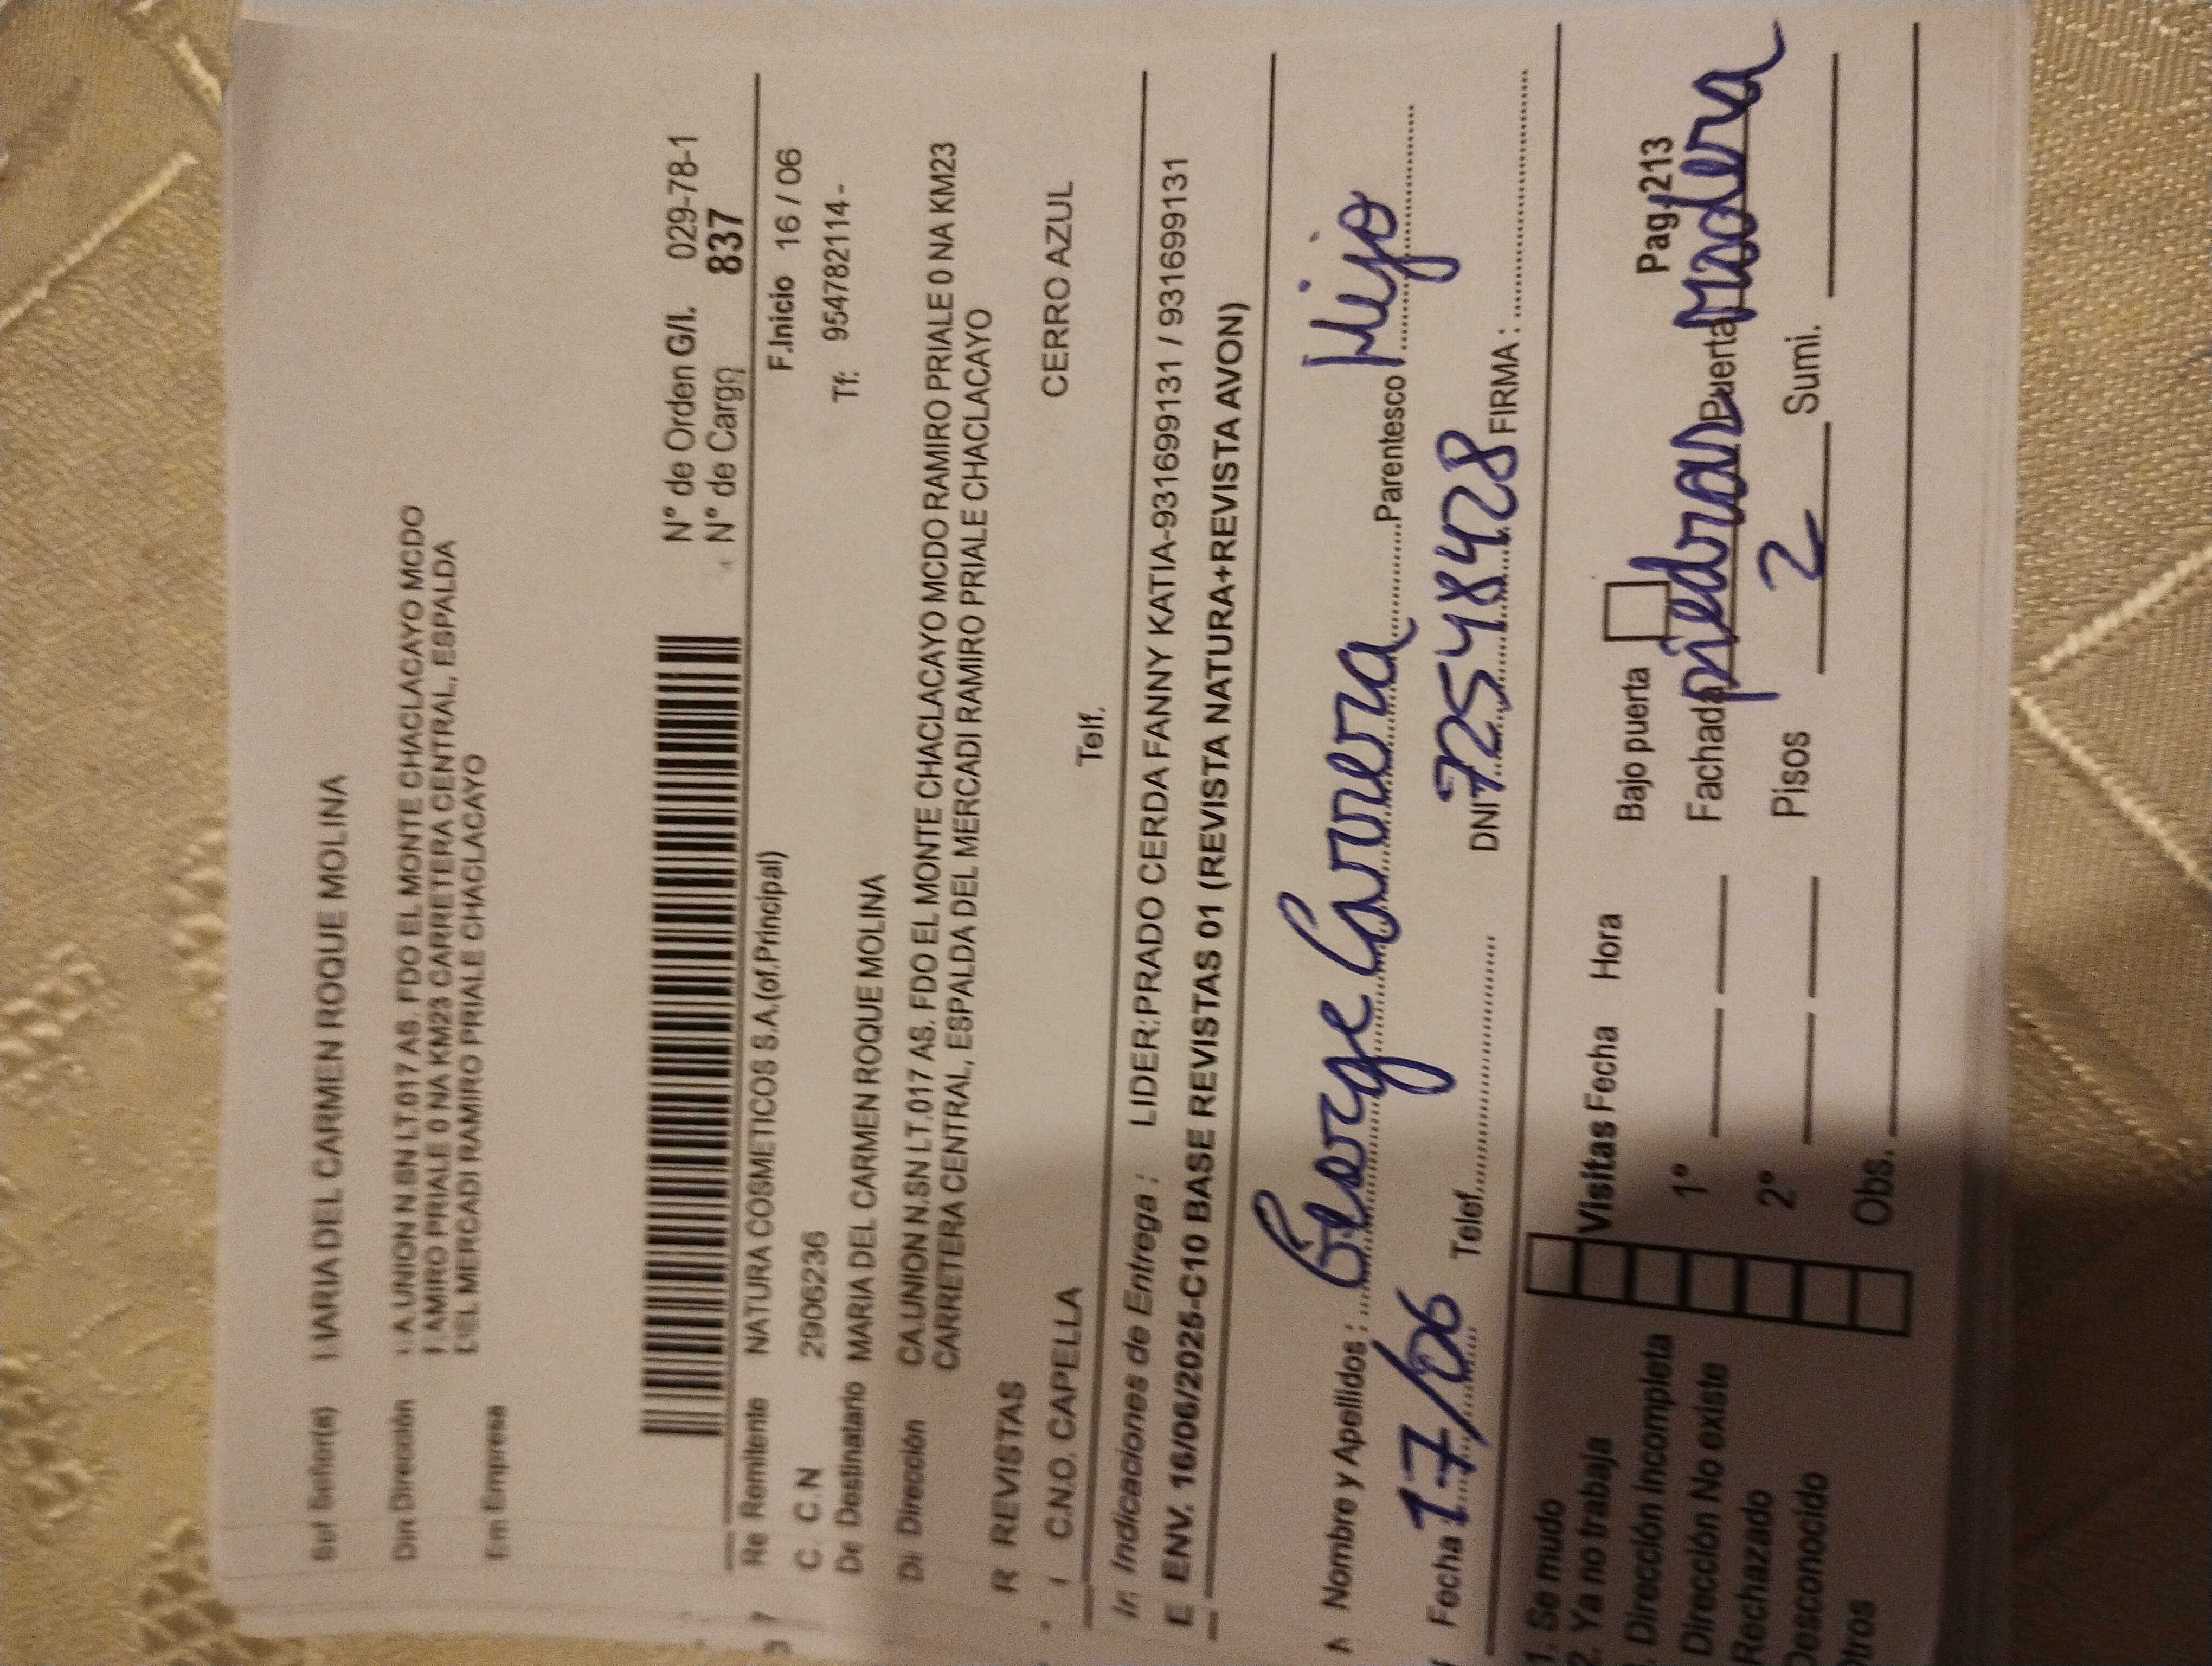 Señor(a) MARIA DEL CARMEN ROQUE MOLINA
Dirección CA.UNION N.SN LT.017 AS. FDO EL MONTE CHACLACAYO MCDO
RAMIRO PRIALE 0 NA KM23 CARRETERA CENTRAL, ESPALDA
DEL MERCADI RAMIRO PRIALE CHACLACAYO
Empresa
N° de Orden G/I. 029-78-1
N° de Cargo 837
Remitente NATURA COSMETICOS S.A.(of.Principal) F.Inicio 16 / 06
C.N 2906236 Tf: 954782114-
Destinatario MARIA DEL CARMEN ROQUE MOLINA
Dirección CA.UNION N.SN LT.017 AS. FDO EL MONTE CHACLACAYO MCDO RAMIRO PRIALE 0 NA KM23
CARRETERA CENTRAL, ESPALDA DEL MERCADI RAMIRO PRIALE CHACLACAYO
REVISTAS
C.N.O. CAPELLA Telf. CERRO AZUL
Indicaciones de Entrega : LIDER:PRADO CERDA FANNY KATIA-931699131 / 931699131
ENV. 16/06/2025-C10 BASE REVISTAS 01 (REVISTA NATURA+REVISTA AVON)
Nombre y Apellidos : George Carrera Parentesco Hijo
Fecha 17/06 Telef. DNI 72548428 FIRMA :
1. Se mudo
2. Ya no trabaja Visitas Fecha Hora Bajo puerta Pag.213
Dirección incompleta
Dirección No existe 1° Fachada piedra Puerta madera
Rechazado
Desconocido 2° Pisos 2 Sumi.
Otros Obs.